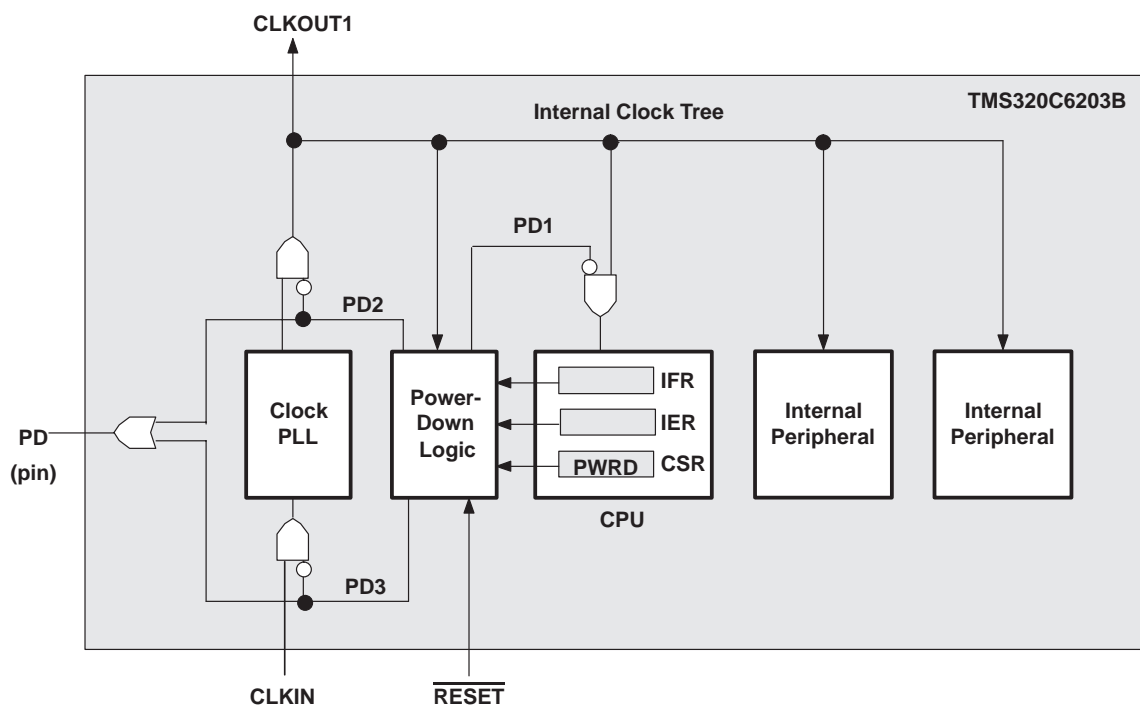 CLKOUT1
TMS320C6203B
Internal Clock Tree
PD1
PD2
Clock
PLL
Power-
Down
Logic
IFR
IER
PWRD
CSR
CPU
Internal
Peripheral
Internal
Peripheral
PD
(pin)
PD3
CLKIN
RESET